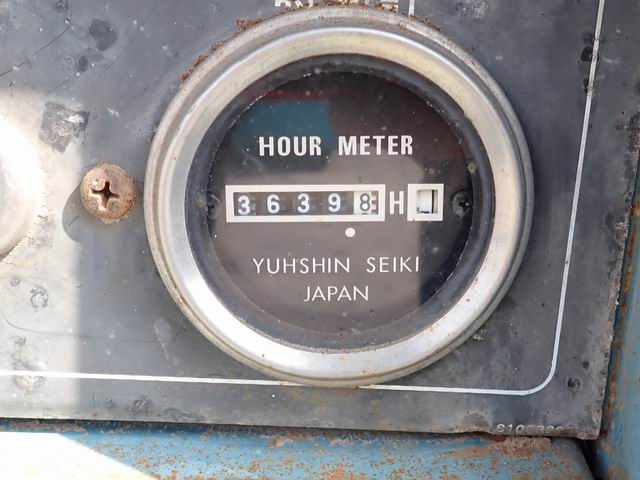 HOUR METER
36398 H
YUHSHIN SEIKI
JAPAN